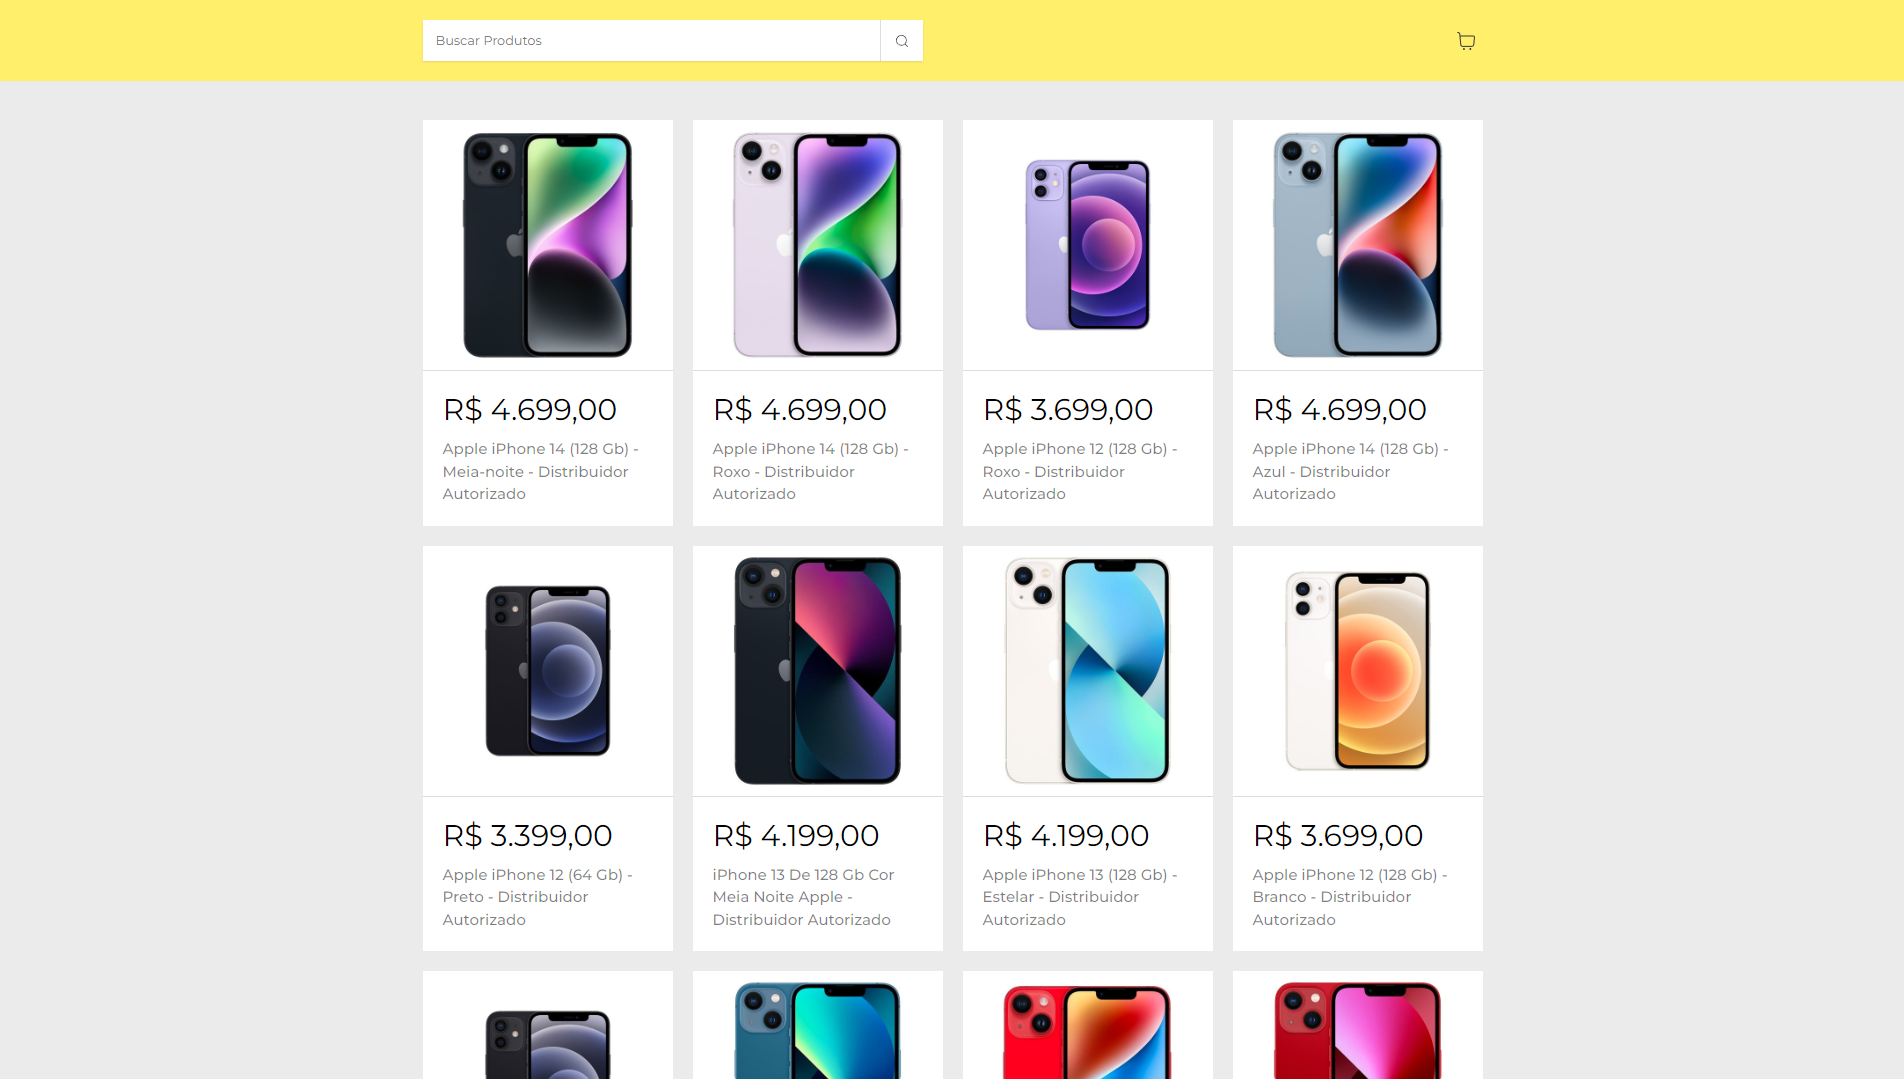 Buscar Produtos
R$ 4.699,00
Apple iPhone 14 (128 Gb) -
Meia-noite - Distribuidor
Autorizado
R$ 4.699,00
Apple iPhone 14 (128 Gb) -
Roxo - Distribuidor
Autorizado
R$ 3.699,00
Apple iPhone 12 (128 Gb) -
Roxo - Distribuidor
Autorizado
R$ 4.699,00
Apple iPhone 14 (128 Gb) -
Azul - Distribuidor
Autorizado
R$ 3.399,00
Apple iPhone 12 (64 Gb) -
Preto - Distribuidor
Autorizado
R$ 4.199,00
iPhone 13 De 128 Gb Cor
Meia Noite Apple -
Distribuidor Autorizado
R$ 4.199,00
Apple iPhone 13 (128 Gb) -
Estelar - Distribuidor
Autorizado
R$ 3.699,00
Apple iPhone 12 (128 Gb) -
Branco - Distribuidor
Autorizado